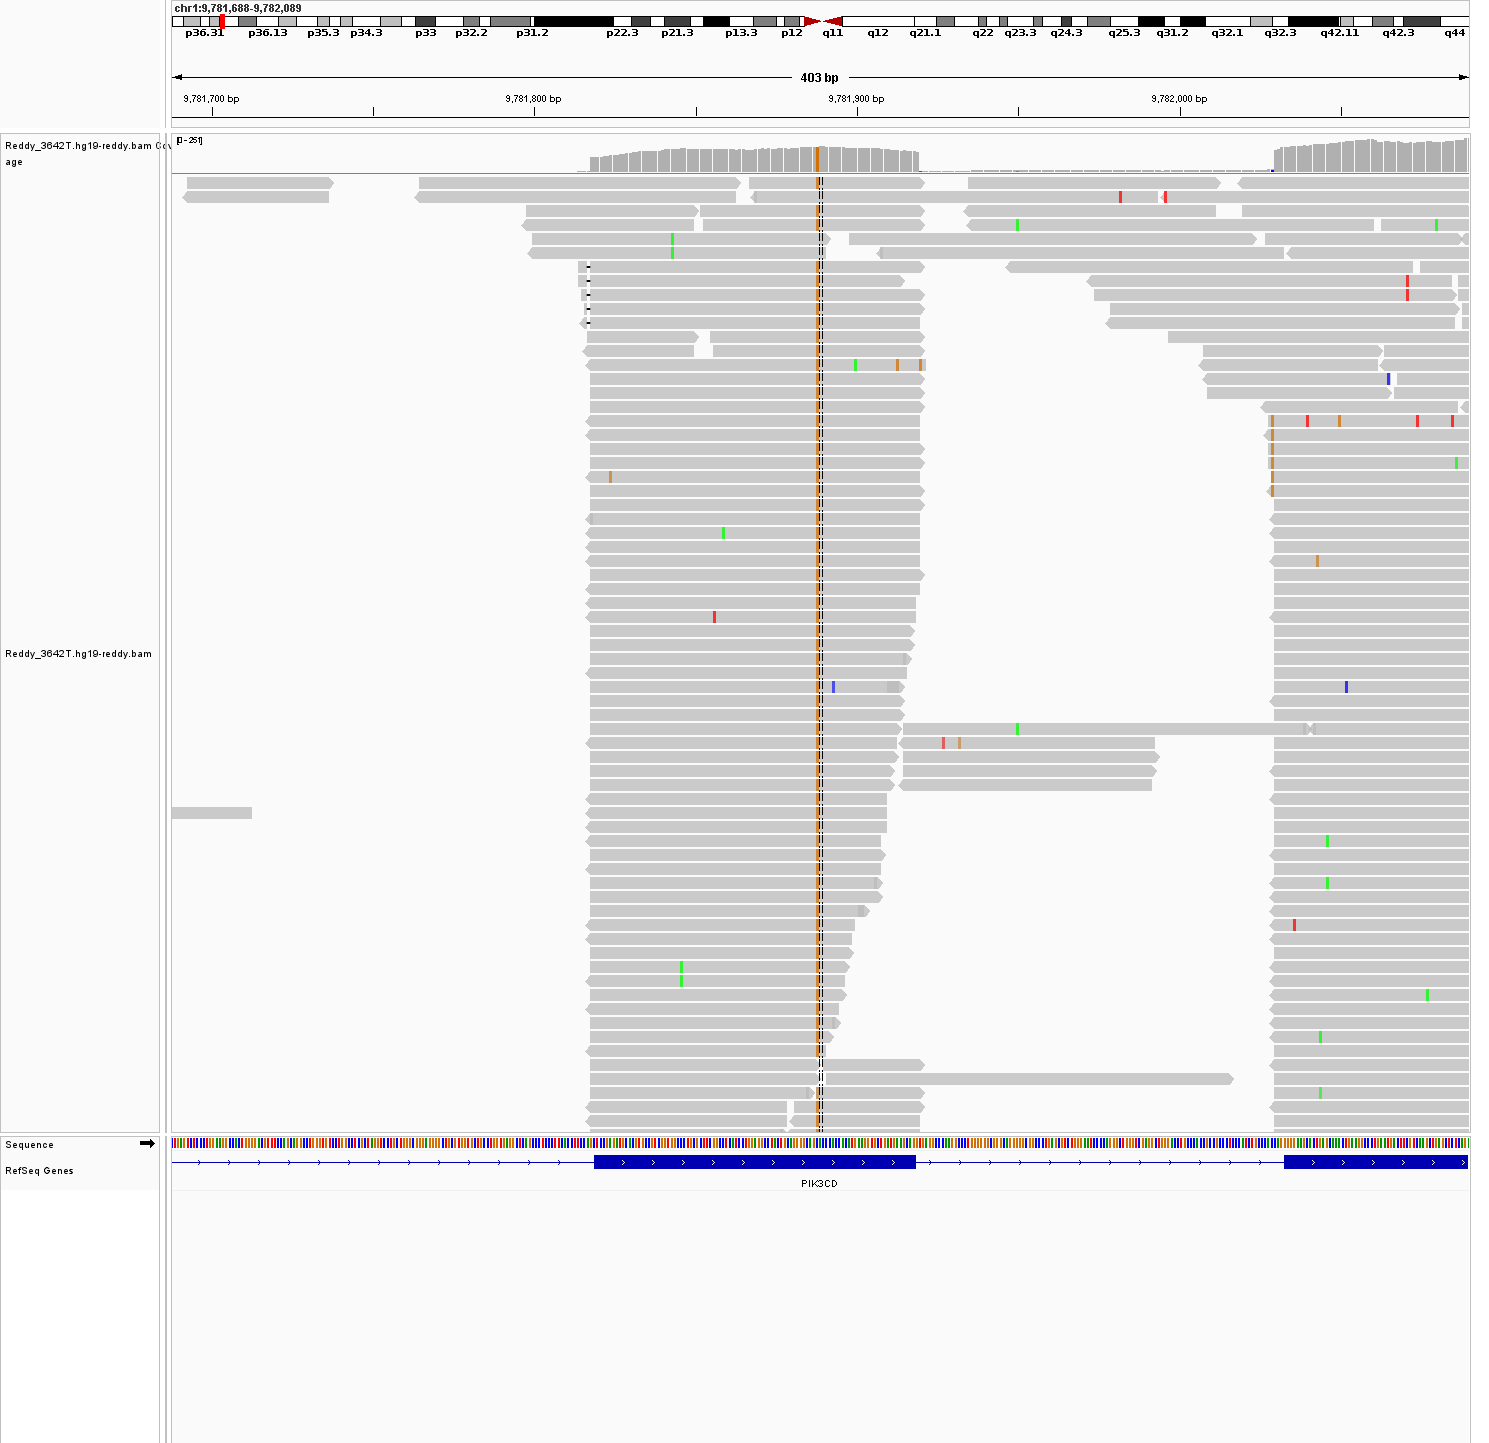 chr1:9,781,688-9,782,089
p36.31 p36.13 p35.3 p34.3 p33 p32.2 p31.2 p22.3 p21.3 p13.3 p12 q11 q12 q21.1 q22 q23.3 q24.3 q25.3 q31.2 q32.1 q32.3 q42.11 q42.3 q44
403 bp
9,781,700 bp 9,781,800 bp 9,781,900 bp 9,782,000 bp
[0 - 251]
Reddy_3642T.hg19-reddy.bam Cov
age
Reddy_3642T.hg19-reddy.bam
Sequence
RefSeq Genes
PIK3CD